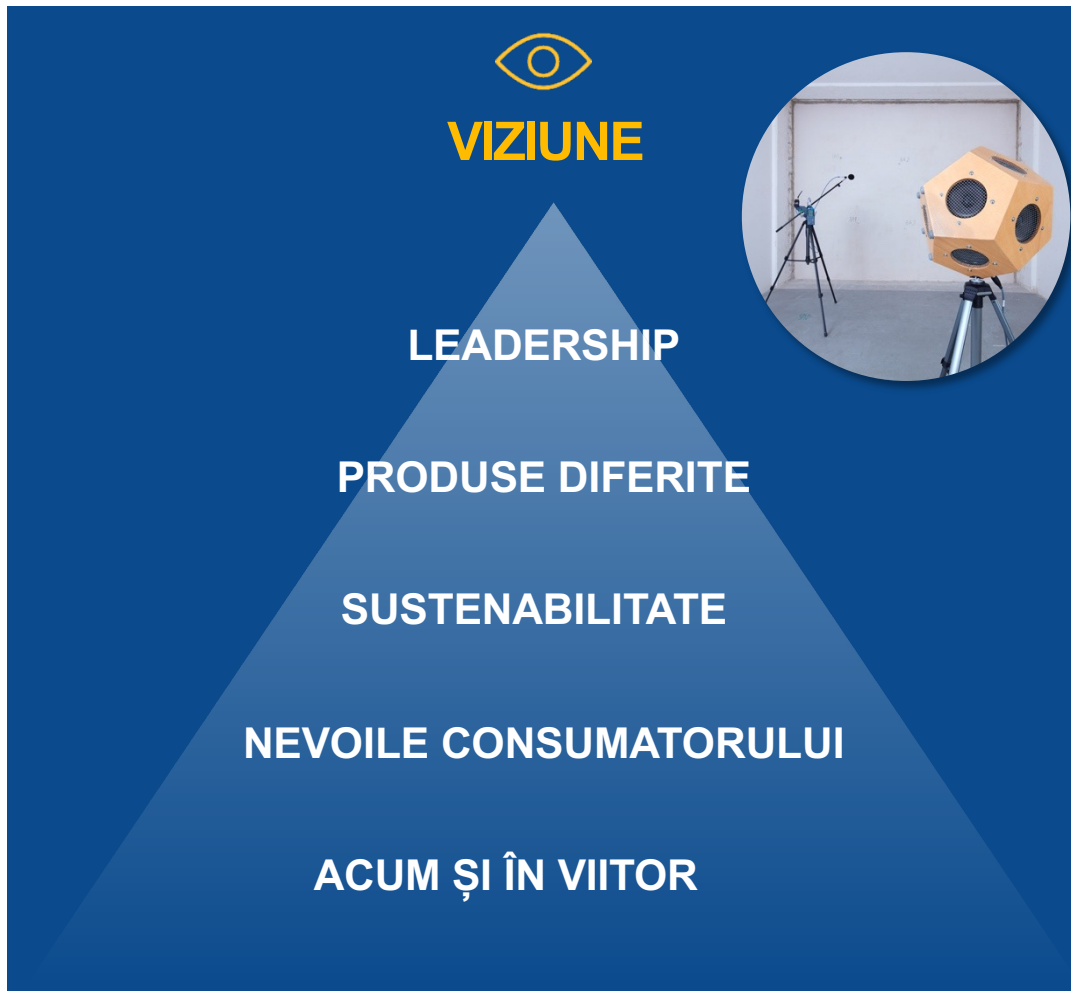 VIZIUNE
LEADERSHIP
PRODUSE DIFERITE
SUSTENABILITATE
NEVOILE CONSUMATORULUI
ACUM ȘI ÎN VIITOR